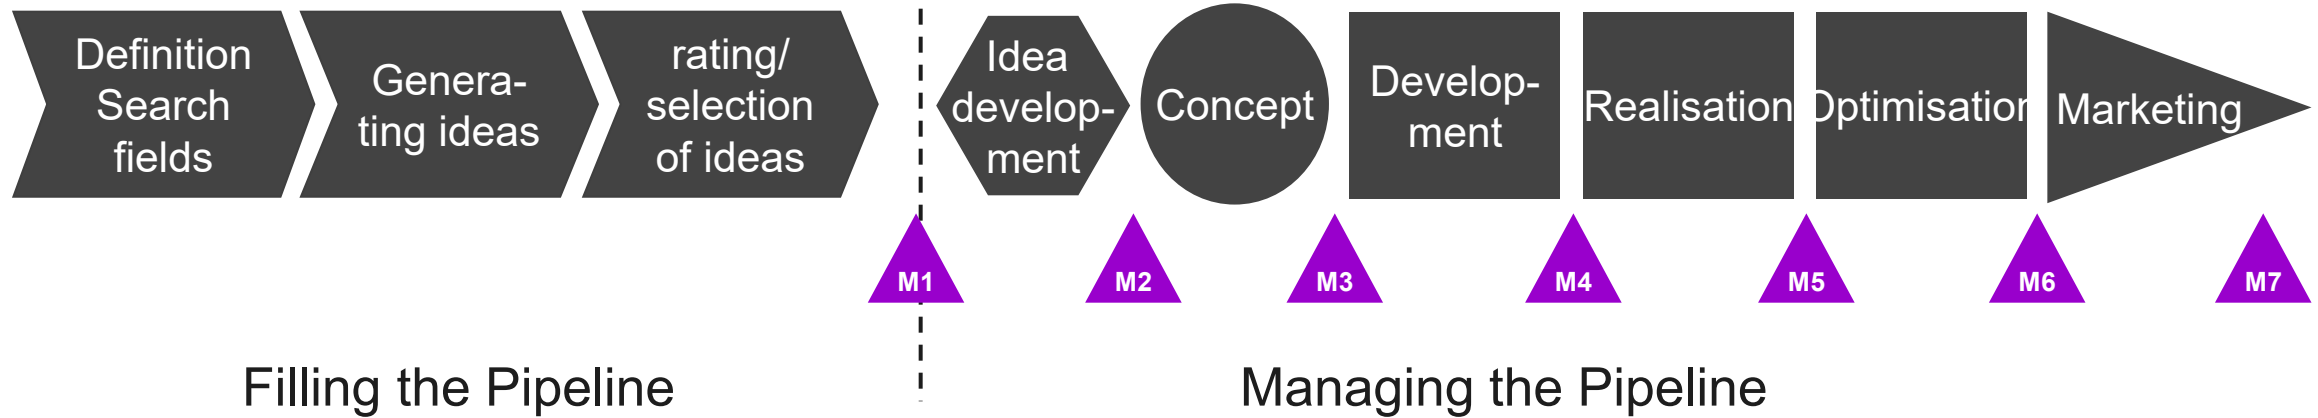 Definition
Search
fields
Genera-
ting ideas
rating/
selection
of ideas
Idea
develop-
ment
Concept
Develop-
ment
Realisation
Optimisation
Marketing
M1
M2
M3
M4
M5
M6
M7
Filling the Pipeline
Managing the Pipeline